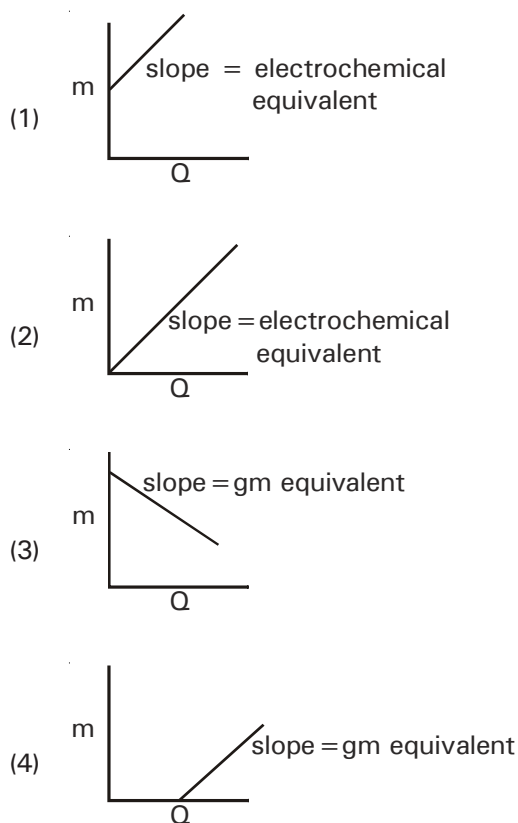 (1)
m
slope = electrochemical
equivalent
Q
(2)
m
slope = electrochemical
equivalent
Q
(3)
m
slope = gm equivalent
Q
(4)
m
slope = gm equivalent
Q